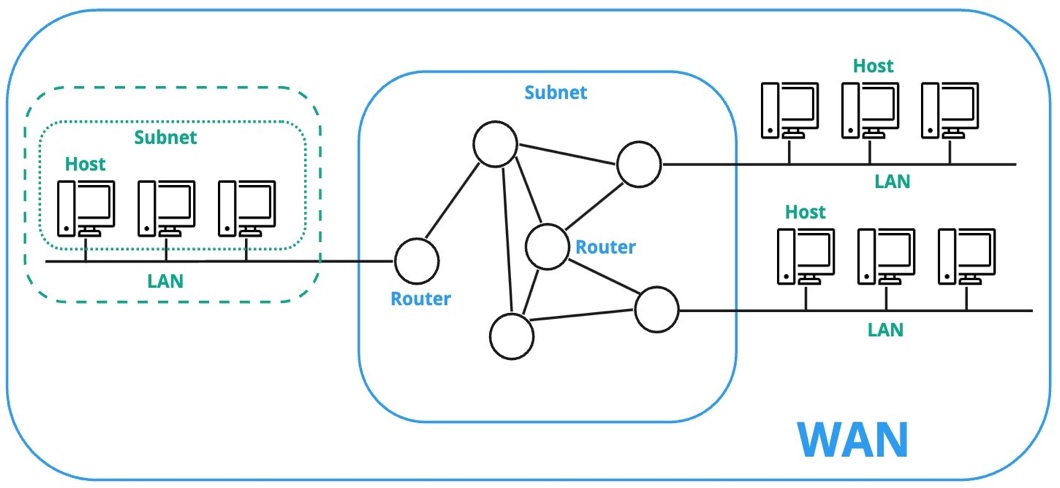 Subnet
Host
LAN
Subnet
Router
Router
Host
LAN
Host
LAN
WAN